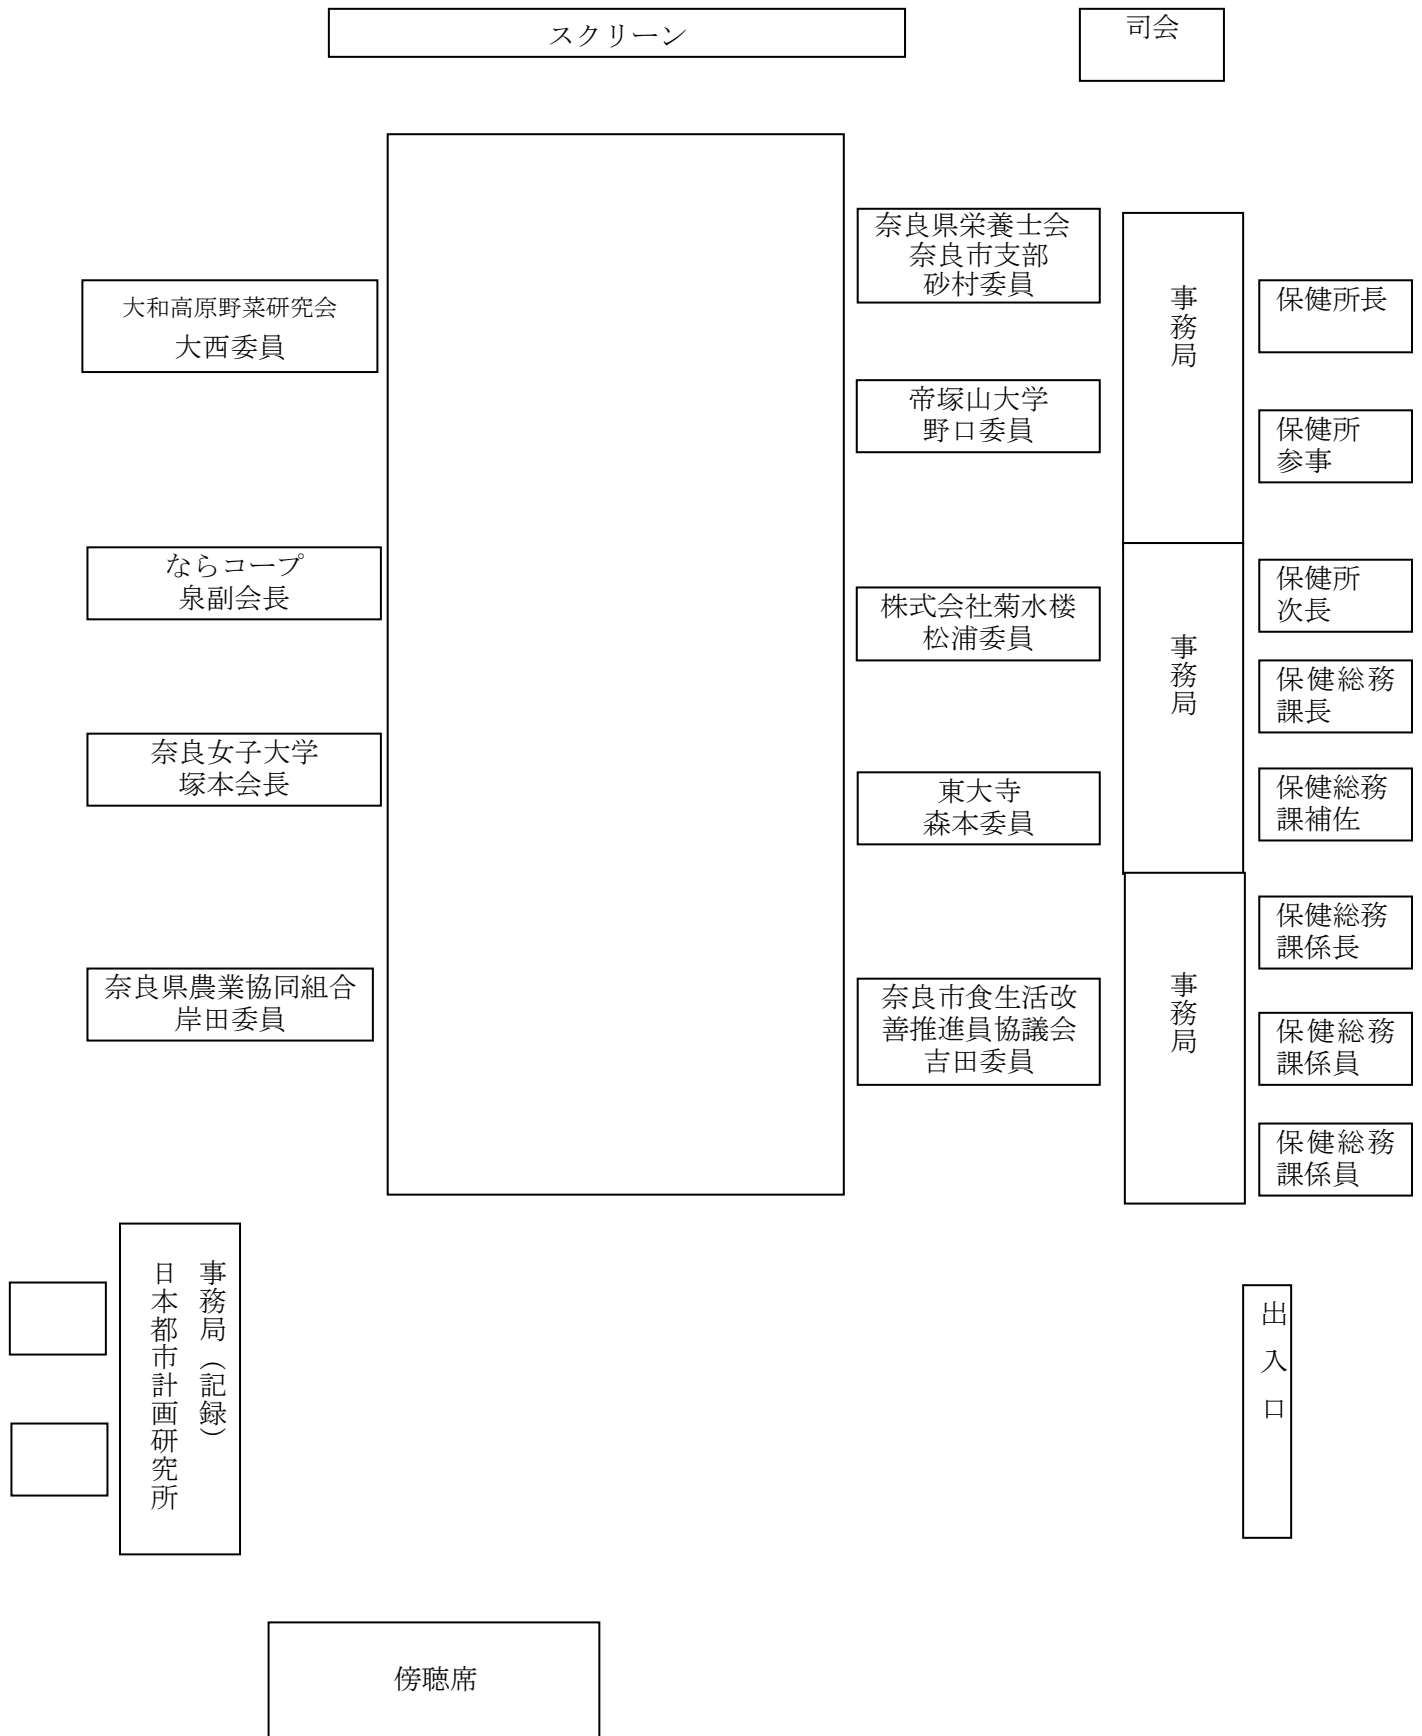 スクリーン
司会
奈良県栄養士会
奈良市支部
砂村委員
大和高原野菜研究会
大西委員
事務局
保健所長
帝塚山大学
野口委員
保健所
参事
ならコープ
泉副会長
株式会社菊水楼
松浦委員
事務局
保健所
次長
保健総務
課長
奈良女子大学
塚本会長
東大寺
森本委員
保健総務
課補佐
保健総務
課係長
奈良県農業協同組合
岸田委員
奈良市食生活改
善推進員協議会
吉田委員
事務局
保健総務
課係員
保健総務
課係員
事務局（記録）
日本都市計画研究所
出入口
傍聴席